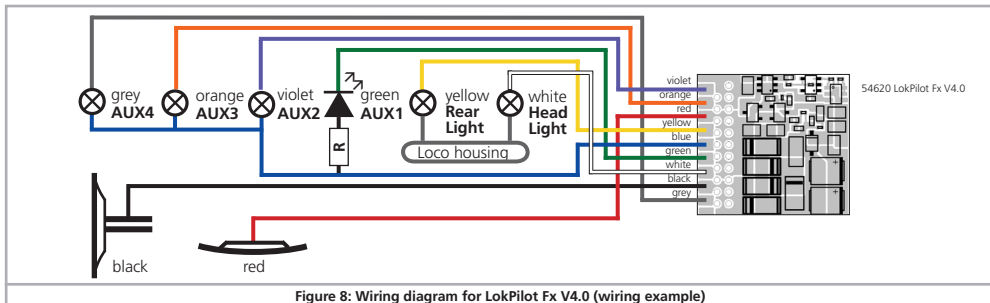 grey
AUX4
orange
AUX3
violet
AUX2
green
AUX1
R
yellow
Rear
Light
white
Head
Light
Loco housing
violet
orange
red
yellow
blue
green
white
black
grey
54620 LokPilot Fx V4.0
+
+
black
red
Figure 8: Wiring diagram for LokPilot Fx V4.0 (wiring example)